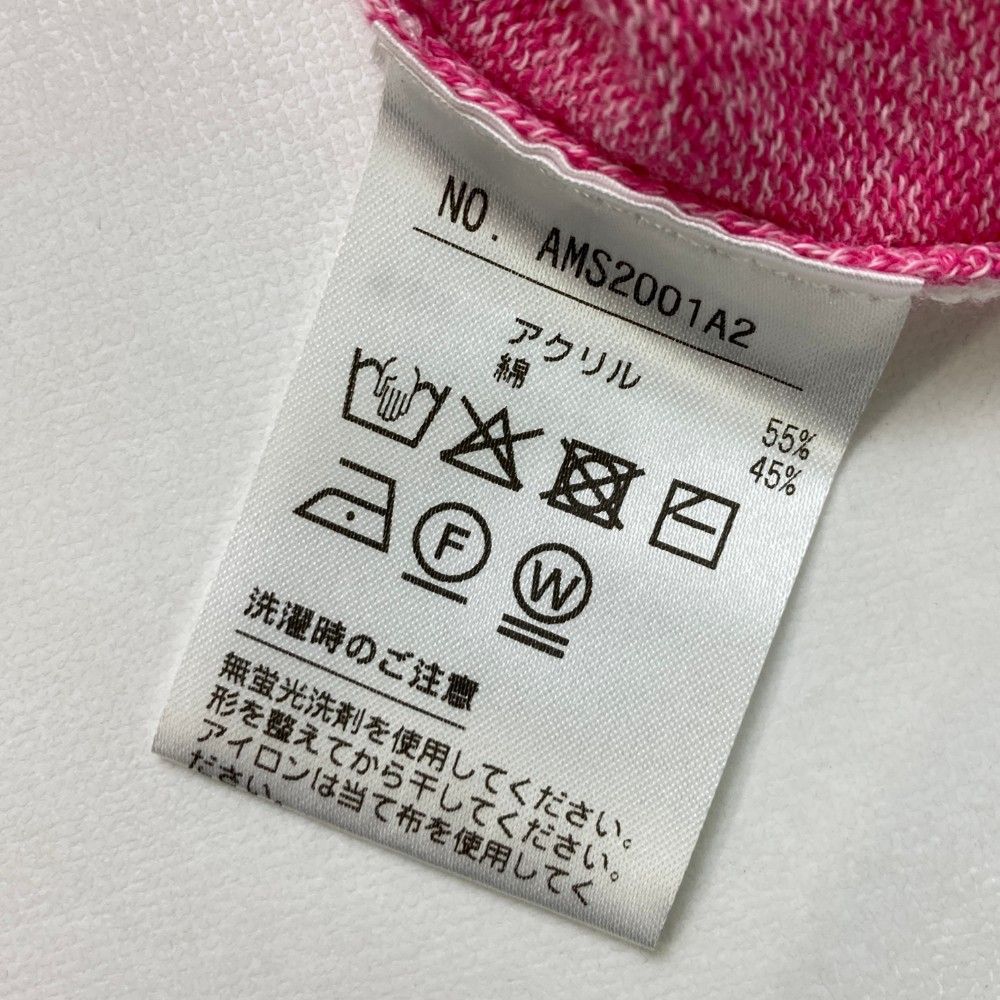 NO. AMS2001A2
アクリル 55%
綿 45%
F
W
洗濯時のご注意
無蛍光洗剤を使用してください。
形を整えてから干してください。
アイロンは当て布を使用してく
ださい。